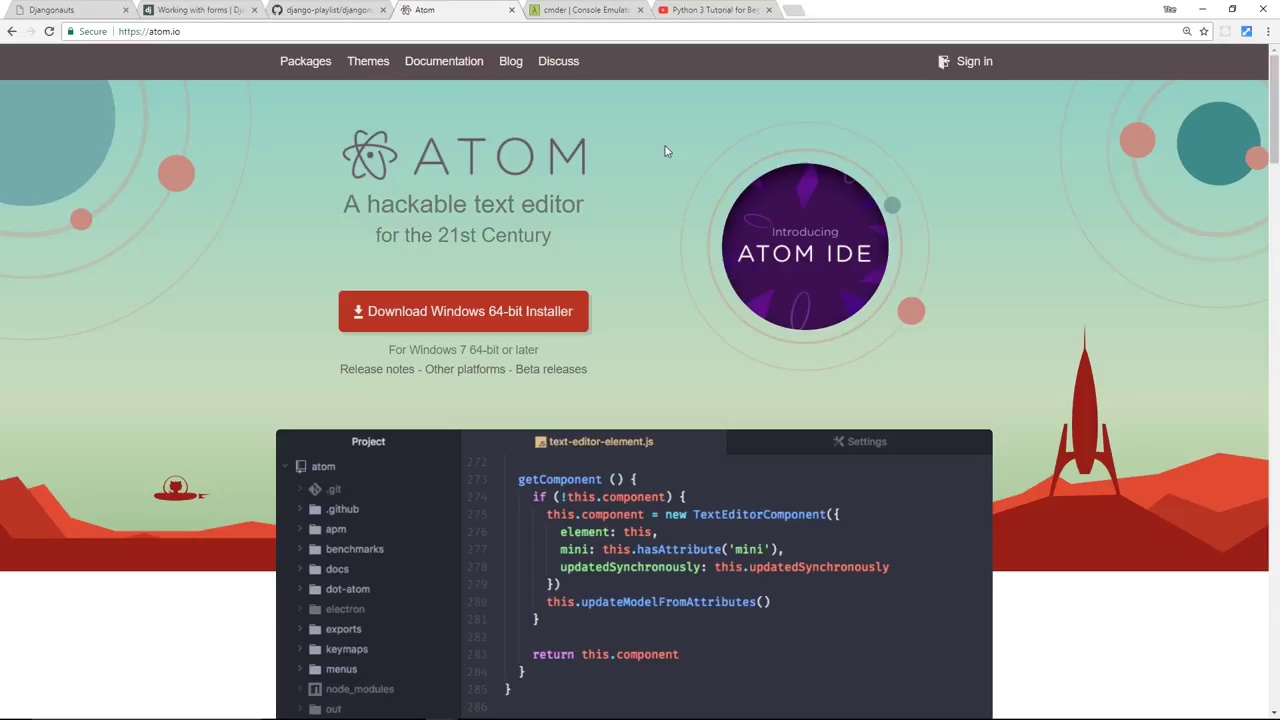 Djangonauts
Working with forms | Dj
django-playlist/django
Atom
cmder | Console Emulat
Python 3 Tutorial for Beg
Secure
https://atom.io
Packages
Themes
Documentation
Blog
Discuss
Sign in
ATOM
A hackable text editor
for the 21st Century
Introducing
ATOM IDE
Download Windows 64-bit Installer
For Windows 7 64-bit or later
Release notes - Other platforms - Beta releases
Project
text-editor-element.js
Settings
atom
.git
.github
apm
benchmarks
docs
dot-atom
electron
exports
keymaps
menus
node_modules
out
272
273 getComponent () {
274 if (!this.component) {
275 this.component = new TextEditorComponent({
276 element: this,
277 mini: this.hasAttribute('mini'),
278 updatedSynchronously: this.updatedSynchronously
279 })
280 this.updateModelFromAttributes()
281 }
282
283 return this.component
284 }
285 }
286